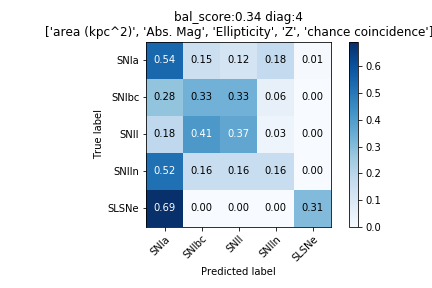 bal_score:0.34 diag:4
['area (kpc^2)', 'Abs. Mag', 'Ellipticity', 'Z', 'chance coincidence']
True label
SNIa 0.54 0.15 0.12 0.18 0.01
SNIbc 0.28 0.33 0.33 0.06 0.00
SNII 0.18 0.41 0.37 0.03 0.00
SNIIn 0.52 0.16 0.16 0.16 0.00
SLSNe 0.69 0.00 0.00 0.00 0.31
SNIa SNIbc SNII SNIIn SLSNe
Predicted label
0.6
0.5
0.4
0.3
0.2
0.1
0.0